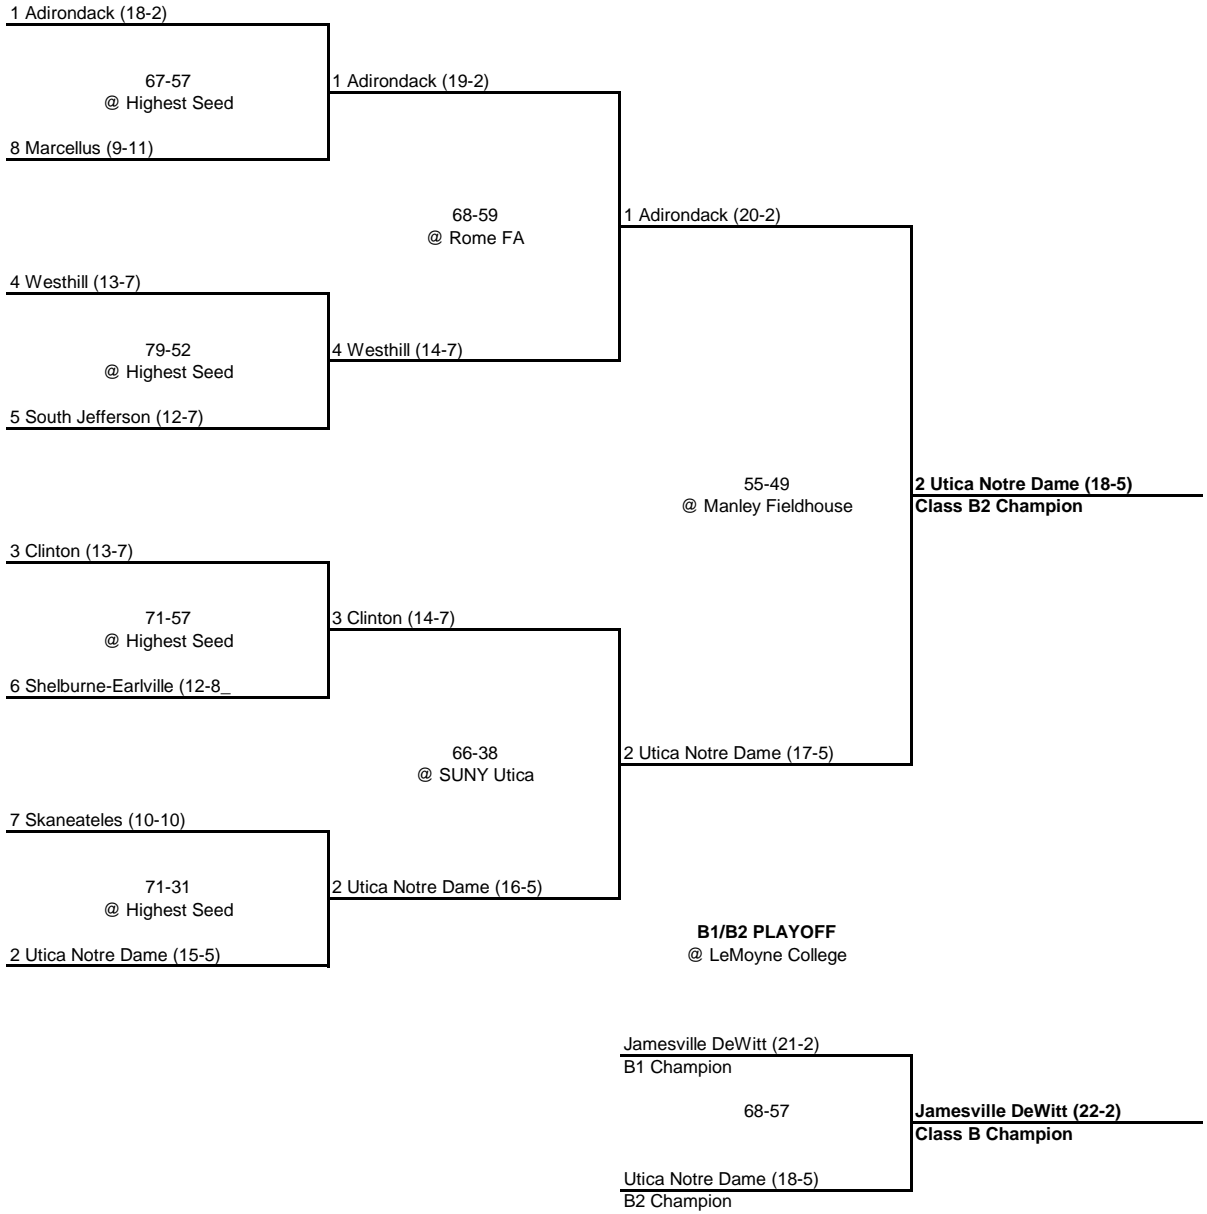 1 Adirondack (18-2)
67-57
@ Highest Seed
1 Adirondack (19-2)
8 Marcellus (9-11)
68-59
@ Rome FA
1 Adirondack (20-2)
4 Westhill (13-7)
79-52
@ Highest Seed
4 Westhill (14-7)
5 South Jefferson (12-7)
55-49
@ Manley Fieldhouse
2 Utica Notre Dame (18-5)
Class B2 Champion
3 Clinton (13-7)
71-57
@ Highest Seed
3 Clinton (14-7)
6 Shelburne-Earlville (12-8_
66-38
@ SUNY Utica
2 Utica Notre Dame (17-5)
7 Skaneateles (10-10)
71-31
@ Highest Seed
2 Utica Notre Dame (16-5)
2 Utica Notre Dame (15-5)
B1/B2 PLAYOFF
@ LeMoyne College
Jamesville DeWitt (21-2)
B1 Champion
68-57
Jamesville DeWitt (22-2)
Class B Champion
Utica Notre Dame (18-5)
B2 Champion